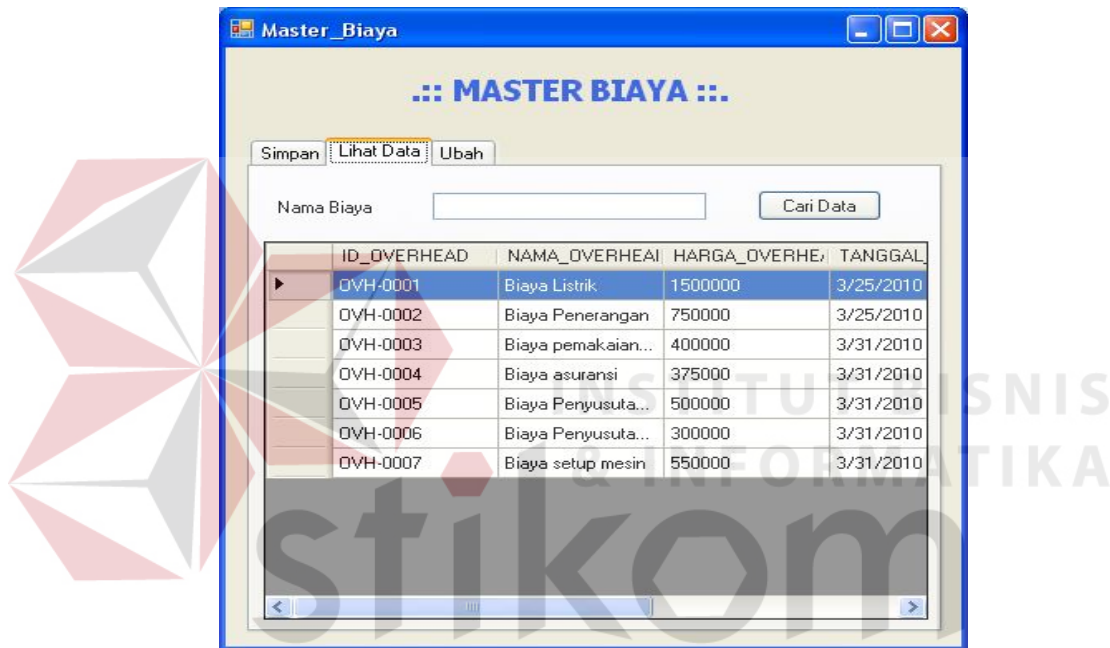 Master_Biaya
.:: MASTER BIAYA ::.
Simpan Lihat Data Ubah
Nama Biaya Cari Data
ID_OVERHEAD NAMA_OVERHEAI HARGA_OVERHE TANGGAL_
OVH-0001 Biaya Listrik 1500000 3/25/2010
OVH-0002 Biaya Penerangan 750000 3/25/2010
OVH-0003 Biaya pemakaian... 400000 3/31/2010
OVH-0004 Biaya asuransi 375000 3/31/2010
OVH-0005 Biaya Penyusuta... 500000 3/31/2010
OVH-0006 Biaya Penyusuta... 300000 3/31/2010
OVH-0007 Biaya setup mesin 550000 3/31/2010
INSTITUT BISNIS
& INFORMATIKA
stikom